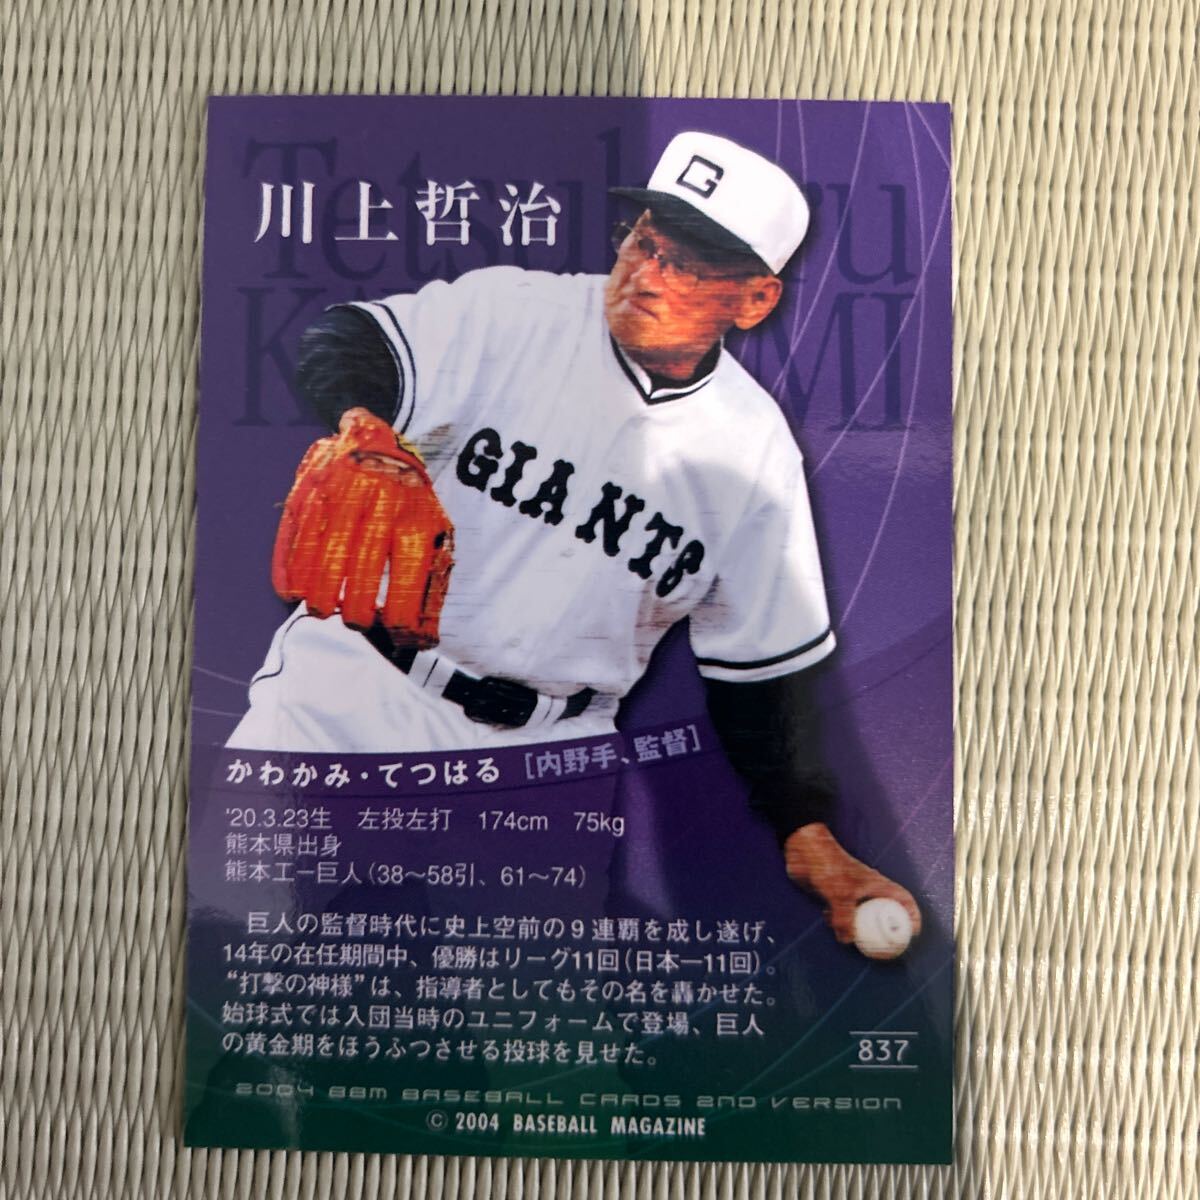 川上哲治
G
GIANTS
かわかみ・てつはる [内野手、監督]
'20.3.23生 左投左打 174cm 75kg
熊本県出身
熊本工ー巨人(38〜58引、61〜74)
巨人の監督時代に史上空前の9連覇を成し遂げ、
14年の在任期間中、優勝はリーグ11回(日本一11回)。
“打撃の神様”は、指導者としてもその名を轟かせた。
始球式では入団当時のユニフォームで登場、巨人
の黄金期をほうふつさせる投球を見せた。
837
2004 BBM BASEBALL CARDS 2ND VERSION
© 2004 BASEBALL MAGAZINE